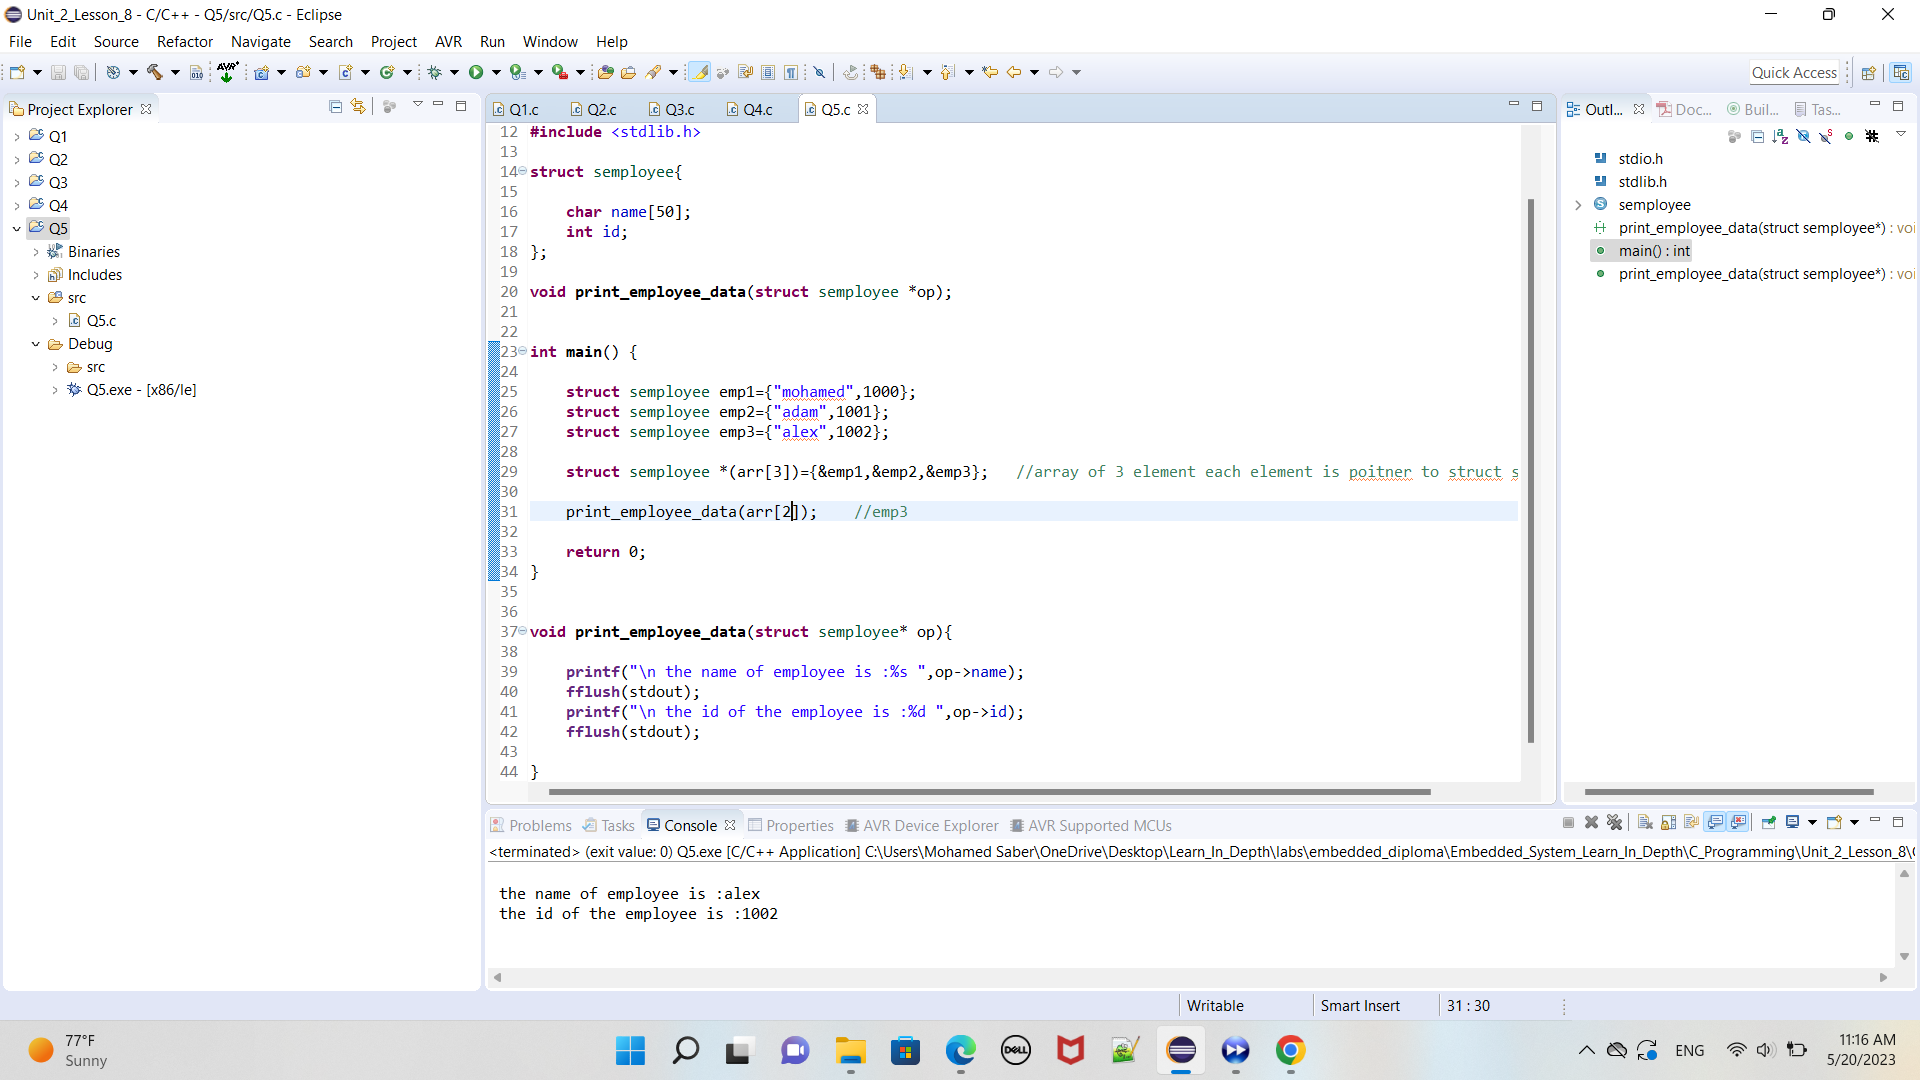 Unit_2_Lesson_8 - C/C++ - Q5/src/Q5.c - Eclipse
File Edit Source Refactor Navigate Search Project AVR Run Window Help
Quick Access
Project Explorer
Q1
Q2
Q3
Q4
Q5
Binaries
Includes
src
Q5.c
Debug
src
Q5.exe - [x86/le]
Q1.c Q2.c Q3.c Q4.c Q5.c
12 #include <stdlib.h>
13
14 struct semployee{
15
16 char name[50];
17 int id;
18 };
19
20 void print_employee_data(struct semployee *op);
21
22
23 int main() {
24
25 struct semployee emp1={"mohamed",1000};
26 struct semployee emp2={"adam",1001};
27 struct semployee emp3={"alex",1002};
28
29 struct semployee *(arr[3])={&emp1,&emp2,&emp3}; //array of 3 element each element is poitner to struct s
30
31 print_employee_data(arr[2]); //emp3
32
33 return 0;
34 }
35
36
37 void print_employee_data(struct semployee* op){
38
39 printf("\n the name of employee is :%s ",op->name);
40 fflush(stdout);
41 printf("\n the id of the employee is :%d ",op->id);
42 fflush(stdout);
43
44 }
Outl... Doc... Buil... Tas...
stdio.h
stdlib.h
semployee
print_employee_data(struct semployee*) : voi
main() : int
print_employee_data(struct semployee*) : voi
Problems Tasks Console Properties AVR Device Explorer AVR Supported MCUs
<terminated> (exit value: 0) Q5.exe [C/C++ Application] C:\Users\Mohamed Saber\OneDrive\Desktop\Learn_In_Depth\labs\embedded_diploma\Embedded_System_Learn_In_Depth\C_Programming\Unit_2_Lesson_8\
the name of employee is :alex
the id of the employee is :1002
Writable Smart Insert 31 : 30
77°F
Sunny
DELL
ENG
11:16 AM
5/20/2023